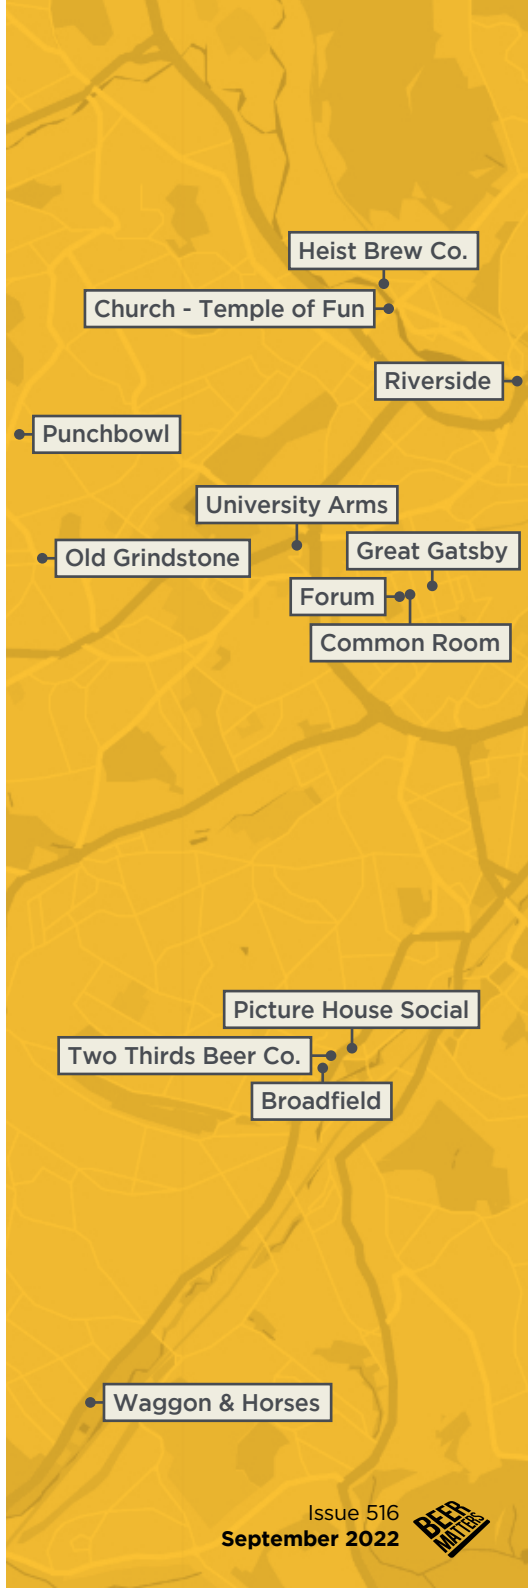 Heist Brew Co.
Church - Temple of Fun
Riverside
Punchbowl
University Arms
Great Gatsby
Old Grindstone
Forum
Common Room
Picture House Social
Two Thirds Beer Co.
Broadfield
Waggon & Horses
Issue 516
September 2022
BEER
MATTERS